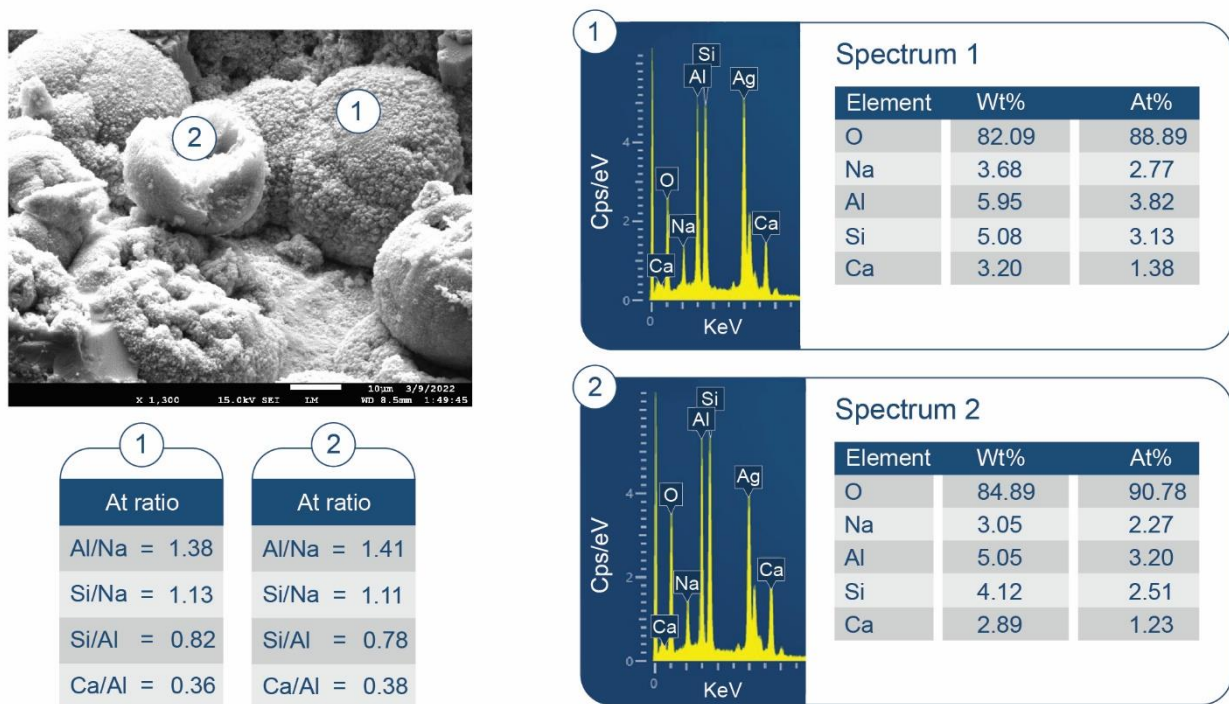 1
2
10μm 3/9/2022
X 1,300 15.0kV SEI LM WD 8.5mm 1:49:45
1
At ratio
Al/Na = 1.38
Si/Na = 1.13
Si/Al = 0.82
Ca/Al = 0.36
2
At ratio
Al/Na = 1.41
Si/Na = 1.11
Si/Al = 0.78
Ca/Al = 0.38
1
Cps/eV
4
2
0
Si
Al
Ag
O
Na
Ca
Ca
0
KeV
Spectrum 1
Element Wt% At%
O 82.09 88.89
Na 3.68 2.77
Al 5.95 3.82
Si 5.08 3.13
Ca 3.20 1.38
2
Cps/eV
4
2
0
Si
Al
Ag
O
Na
Ca
Ca
0
KeV
Spectrum 2
Element Wt% At%
O 84.89 90.78
Na 3.05 2.27
Al 5.05 3.20
Si 4.12 2.51
Ca 2.89 1.23